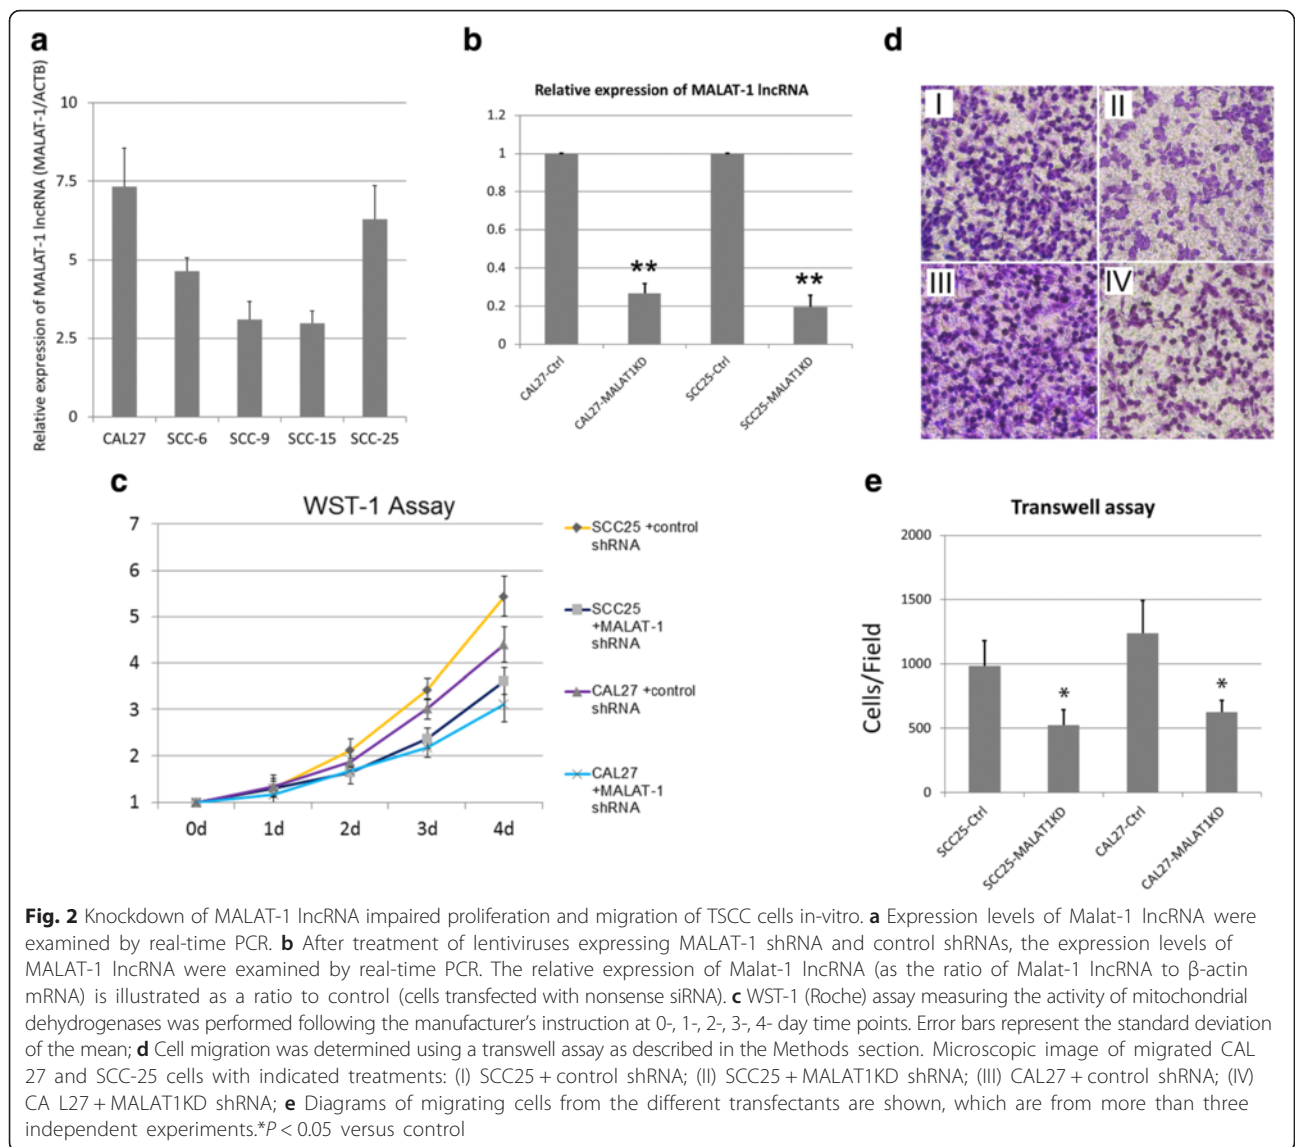 a
Relative expression of MALAT-1 lncRNA (MALAT-1/ACTB)
10
7.5
5
2.5
0
CAL27 SCC-6 SCC-9 SCC-15 SCC-25
b
Relative expression of MALAT-1 lncRNA
1.2
1
0.8
0.6
0.4
0.2
0
**
**
CAL27-Ctrl
CAL27-MALAT1KD
SCC25-Ctrl
SCC25-MALAT1KD
d
I
II
III
IV
c
WST-1 Assay
7
6
5
4
3
2
1
0d 1d 2d 3d 4d
SCC25 +control
shRNA
SCC25
+MALAT-1
shRNA
CAL27 +control
shRNA
CAL27
+MALAT-1
shRNA
e
Transwell assay
Cells/Field
2000
1500
1000
500
0
*
*
SCC25-Ctrl
SCC25-MALAT1KD
CAL27-Ctrl
CAL27-MALAT1KD
Fig. 2 Knockdown of MALAT-1 lncRNA impaired proliferation and migration of TSCC cells in-vitro. a Expression levels of Malat-1 lncRNA were
examined by real-time PCR. b After treatment of lentiviruses expressing MALAT-1 shRNA and control shRNAs, the expression levels of
MALAT-1 lncRNA were examined by real-time PCR. The relative expression of Malat-1 lncRNA (as the ratio of Malat-1 lncRNA to β-actin
mRNA) is illustrated as a ratio to control (cells transfected with nonsense siRNA). c WST-1 (Roche) assay measuring the activity of mitochondrial
dehydrogenases was performed following the manufacturer's instruction at 0-, 1-, 2-, 3-, 4- day time points. Error bars represent the standard deviation
of the mean; d Cell migration was determined using a transwell assay as described in the Methods section. Microscopic image of migrated CAL
27 and SCC-25 cells with indicated treatments: (I) SCC25 + control shRNA; (II) SCC25 + MALAT1KD shRNA; (III) CAL27 + control shRNA; (IV)
CA L27 + MALAT1KD shRNA; e Diagrams of migrating cells from the different transfectants are shown, which are from more than three
independent experiments.*P < 0.05 versus control